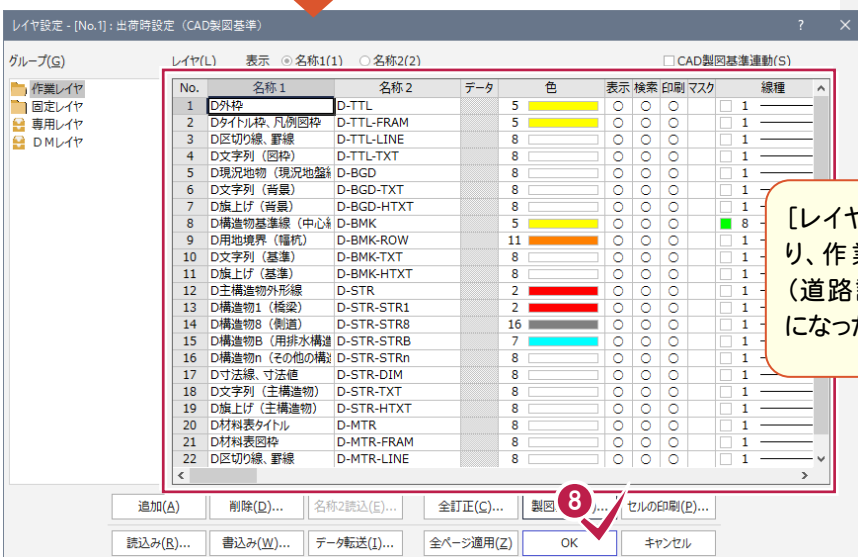 レイヤ設定 - [No.1] : 出荷時設定（CAD製図基準） ? ×
グループ(G) レイヤ(L) 表示 名称1(1) 名称2(2) CAD製図基準連動(S)
作業レイヤ
固定レイヤ
専用レイヤ
DMレイヤ
No. 名称1 名称2 データ 色 表示 検索 印刷 マスク 線種
1 D外枠 D-TTL 5 ○ ○ ○ 1
2 Dタイトル枠、凡例図枠 D-TTL-FRAM 5 ○ ○ ○ 1
3 D区切り線、罫線 D-TTL-LINE 8 ○ ○ ○ 1
4 D文字列（図枠） D-TTL-TXT 8 ○ ○ ○ 1
5 D現況地物（現況地盤 D-BGD 8 ○ ○ ○ 1
6 D文字列（背景） D-BGD-TXT 8 ○ ○ ○ 1
7 D旗上げ（背景） D-BGD-HTXT 8 ○ ○ ○ 1
8 D構造物基準線（中心 D-BMK 5 ○ ○ ○ 8
9 D用地境界（幅杭） D-BMK-ROW 11 ○ ○ ○ 1
10 D文字列（基準） D-BMK-TXT 8 ○ ○ ○ 1
11 D旗上げ（基準） D-BMK-HTXT 8 ○ ○ ○ 1
12 D主構造物外形線 D-STR 2 ○ ○ ○ 1
13 D構造物1（橋梁） D-STR-STR1 2 ○ ○ ○ 1
14 D構造物8（側道） D-STR-STR8 16 ○ ○ ○ 1
15 D構造物B（用排水構造 D-STR-STRB 7 ○ ○ ○ 1
16 D構造物n（その他の構造 D-STR-STRn 8 ○ ○ ○ 1
17 D寸法線、寸法値 D-STR-DIM 8 ○ ○ ○ 1
18 D文字列（主構造物） D-STR-TXT 8 ○ ○ ○ 1
19 D旗上げ（主構造物） D-STR-HTXT 8 ○ ○ ○ 1
20 D材料表タイトル D-MTR 8 ○ ○ ○ 1
21 D材料表図枠 D-MTR-FRAM 8 ○ ○ ○ 1
22 D区切り線、罫線 D-MTR-LINE 8 ○ ○ ○ 1
[レイヤ
り、作業
（道路
になった
追加(A) 削除(D)... 名称2読込(E)... 全訂正(C)... 製図 8 )... セルの印刷(P)...
読込み(R)... 書込み(W)... データ転送(I)... 全ページ適用(Z) OK キャンセル